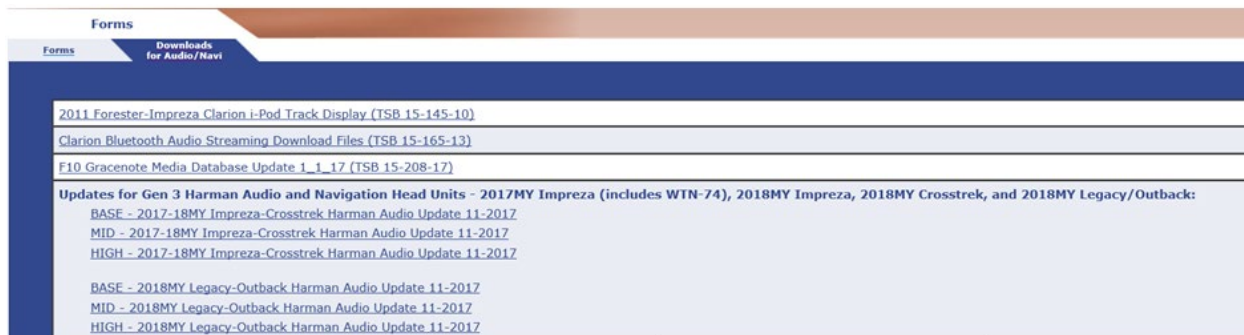 Forms
Forms
Downloads
for Audio/Navi
2011 Forester-Impreza Clarion i-Pod Track Display (TSB 15-145-10)
Clarion Bluetooth Audio Streaming Download Files (TSB 15-165-13)
F10 Gracenote Media Database Update 1_1_17 (TSB 15-208-17)
Updates for Gen 3 Harman Audio and Navigation Head Units - 2017MY Impreza (includes WTN-74), 2018MY Impreza, 2018MY Crosstrek, and 2018MY Legacy/Outback:
BASE - 2017-18MY Impreza-Crosstrek Harman Audio Update 11-2017
MID - 2017-18MY Impreza-Crosstrek Harman Audio Update 11-2017
HIGH - 2017-18MY Impreza-Crosstrek Harman Audio Update 11-2017
BASE - 2018MY Legacy-Outback Harman Audio Update 11-2017
MID - 2018MY Legacy-Outback Harman Audio Update 11-2017
HIGH - 2018MY Legacy-Outback Harman Audio Update 11-2017